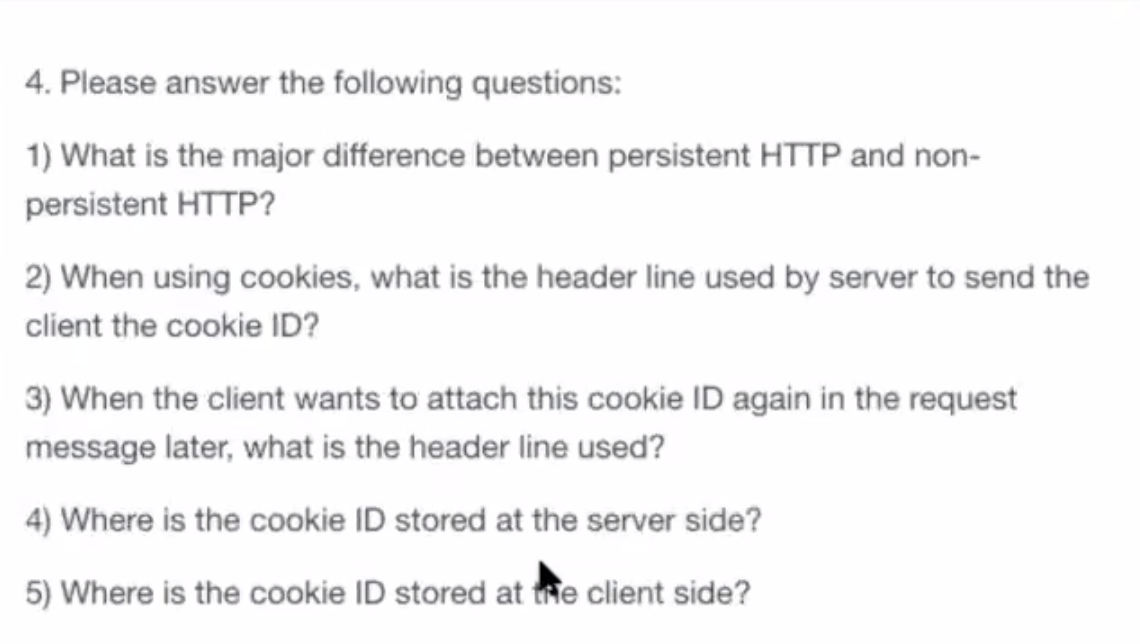 4. Please answer the following questions:
1) What is the major difference between persistent HTTP and non-
persistent HTTP?
2) When using cookies, what is the header line used by server to send the
client the cookie ID?
3) When the client wants to attach this cookie ID again in the request
message later, what is the header line used?
4) Where is the cookie ID stored at the server side?
5) Where is the cookie ID stored at the client side?